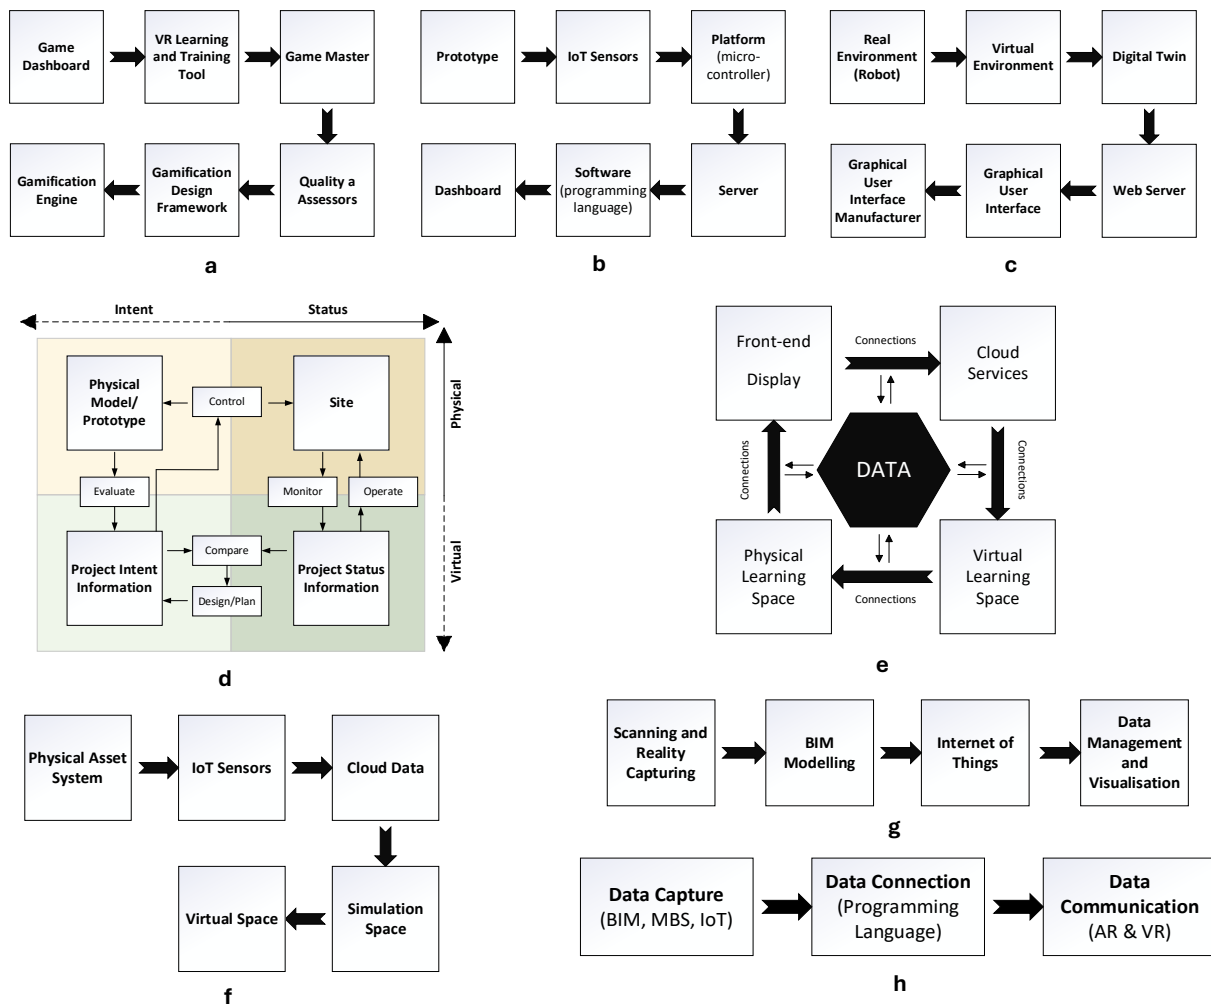 Game
Dashboard
VR Learning
and Training
Tool
Game Master
Gamification
Engine
Gamification
Design
Framework
Quality a
Assessors
a
Prototype
IoT Sensors
Platform
(micro-
controller)
Dashboard
Software
(programming
language)
Server
b
Real
Environment
(Robot)
Virtual
Environment
Digital Twin
Graphical
User
Interface
Manufacturer
Graphical
User
Interface
Web Server
c
Intent
Status
Physical
Virtual
Physical
Model/
Prototype
Control
Site
Evaluate
Monitor
Operate
Project Intent
Information
Compare
Design/Plan
Project Status
Information
d
Front-end
Display
Connections
Cloud
Services
Connections
DATA
Connections
Physical
Learning
Space
Connections
Virtual
Learning
Space
e
Physical Asset
System
IoT Sensors
Cloud Data
Virtual Space
Simulation
Space
f
Scanning and
Reality
Capturing
BIM
Modelling
Internet of
Things
Data
Management
and
Visualisation
g
Data Capture
(BIM, MBS, IoT)
Data Connection
(Programming
Language)
Data
Communication
(AR & VR)
h